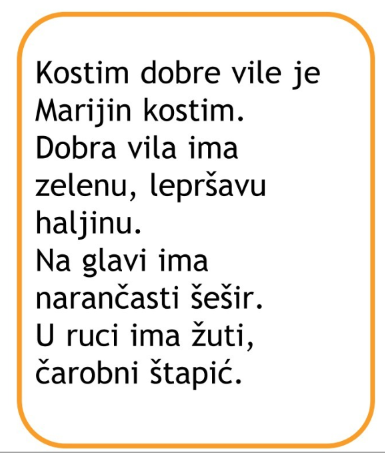 Kostim dobre vile je
Marijin kostim.
Dobra vila ima
zelenu, lepršavu
haljinu.
Na glavi ima
narančasti šešir.
U ruci ima žuti,
čarobni štapić.